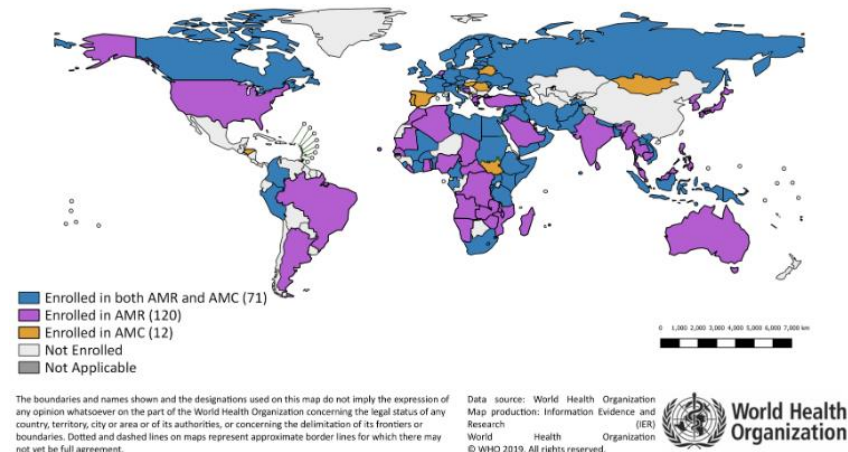 Enrolled in both AMR and AMC (71)
Enrolled in AMR (120)
Enrolled in AMC (12)
Not Enrolled
Not Applicable
0 1,000 2,000 3,000 4,000 5,000 6,000 7,000 km
The boundaries and names shown and the designations used on this map do not imply the expression of
any opinion whatsoever on the part of the World Health Organization concerning the legal status of any
country, territory, city or area or of its authorities, or concerning the delimitation of its frontiers or
boundaries. Dotted and dashed lines on maps represent approximate border lines for which there may
not yet be full agreement.
Data source: World Health Organization
Map production: Information Evidence and
Research (IER)
World Health Organization
© WHO 2019. All rights reserved.
World Health
Organization